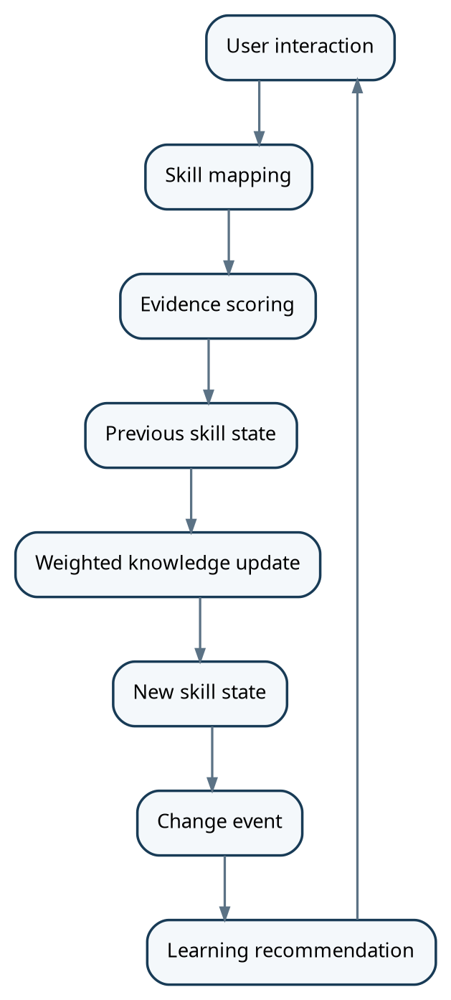 User interaction
Skill mapping
Evidence scoring
Previous skill state
Weighted knowledge update
New skill state
Change event
Learning recommendation